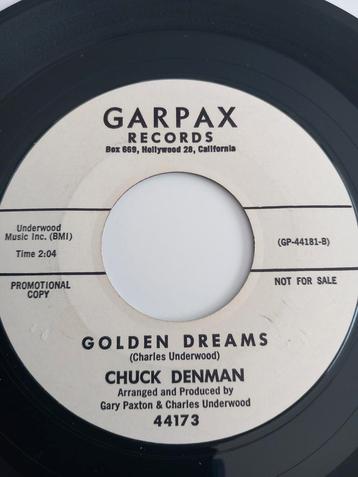 GARPAX
RECORDS
Box 669, Hollywood 28, California
Underwood
Music Inc. (BMI)
Time 2:04
PROMOTIONAL
COPY
(GP-44181-B)
NOT FOR SALE
GOLDEN DREAMS
(Charles Underwood)
CHUCK DENMAN
Arranged and Produced by
Gary Paxton & Charles Underwood
44173